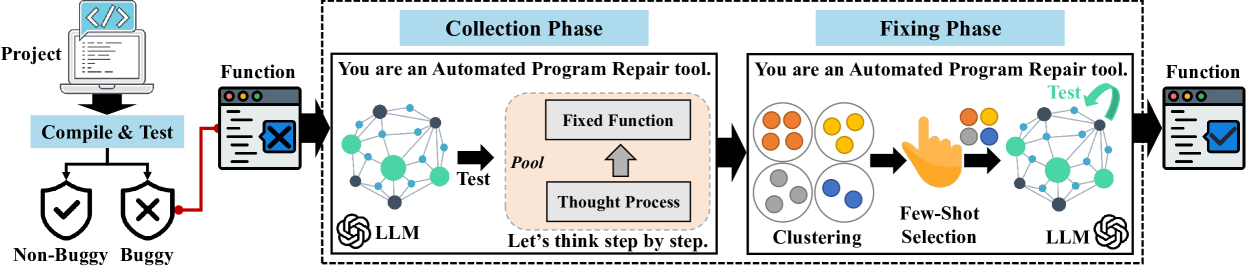 Project
Compile & Test
Non-Buggy
Buggy
Function
Collection Phase
You are an Automated Program Repair tool.
LLM
Test
Pool
Fixed Function
Thought Process
Let's think step by step.
Fixing Phase
You are an Automated Program Repair tool.
Clustering
Few-Shot
Selection
Test
LLM
Function